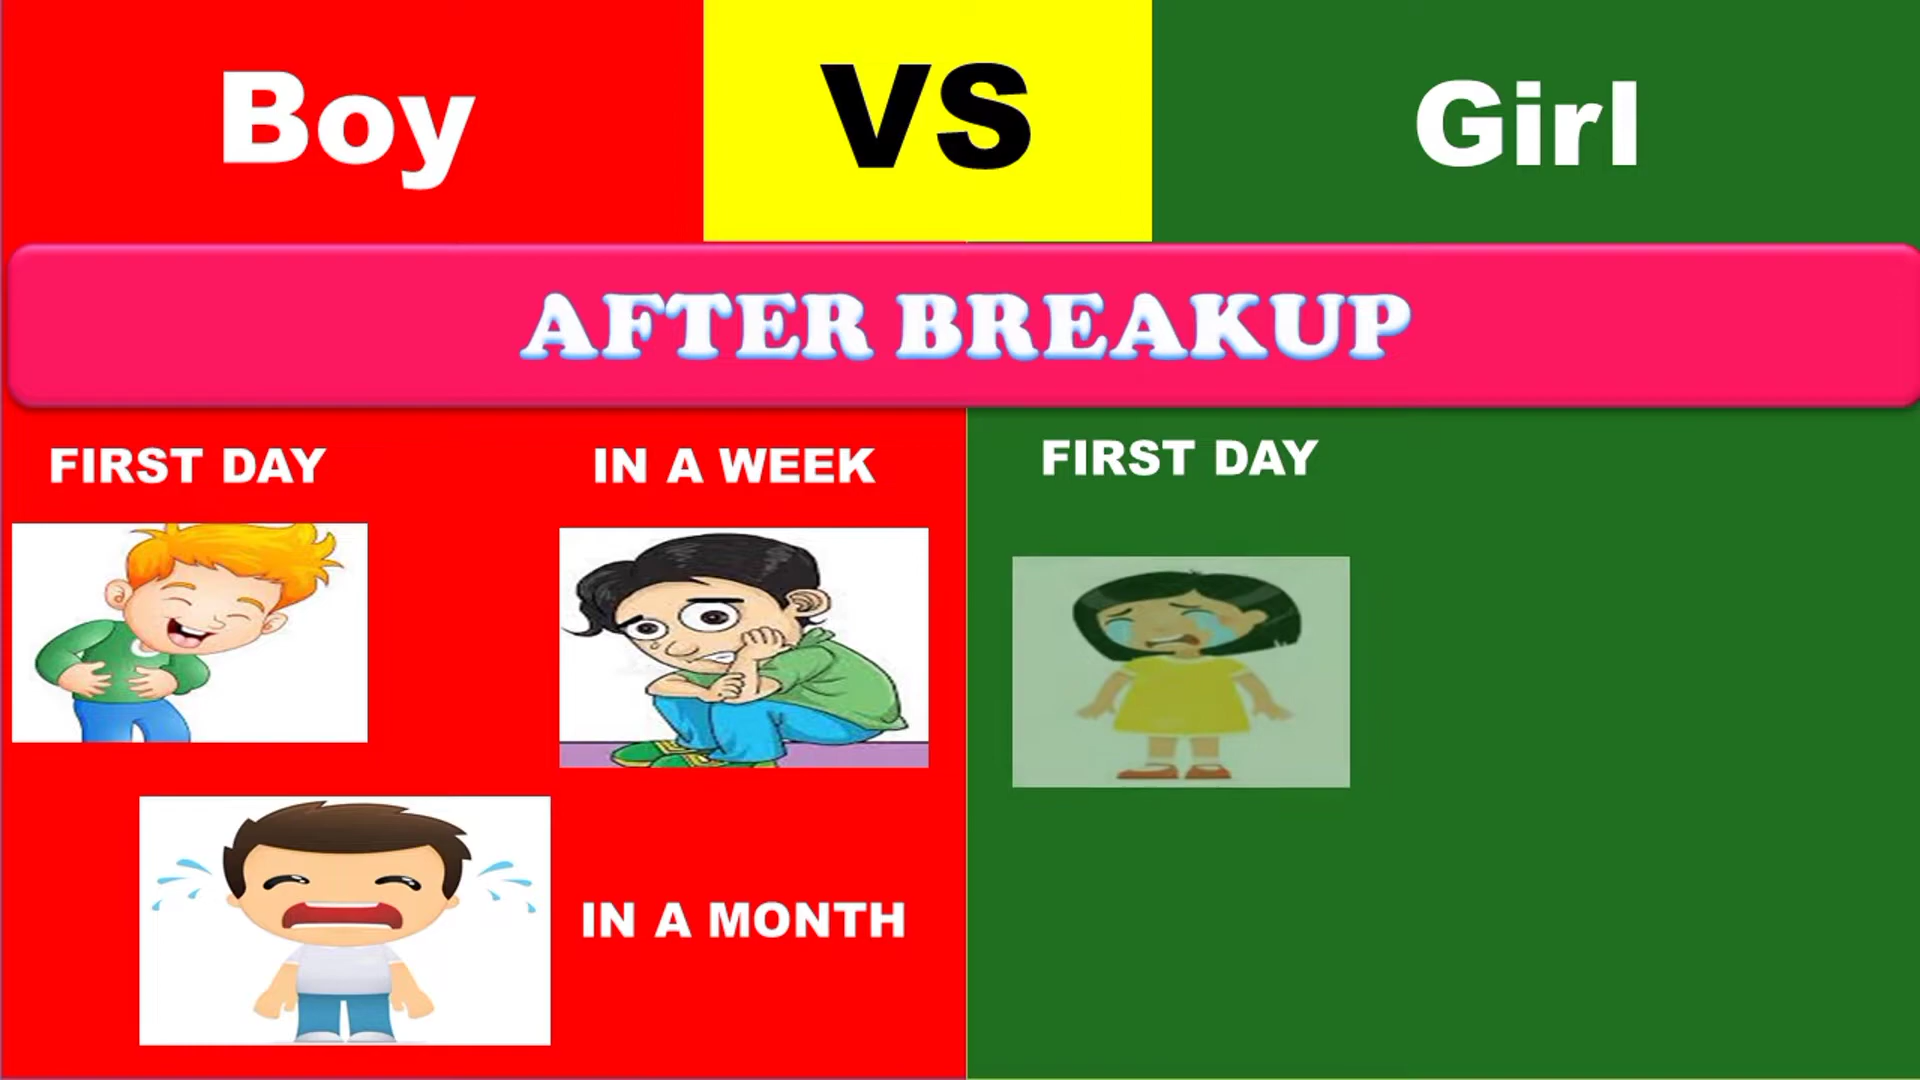 Boy
VS
Girl
AFTER BREAKUP
FIRST DAY
IN A WEEK
IN A MONTH
FIRST DAY